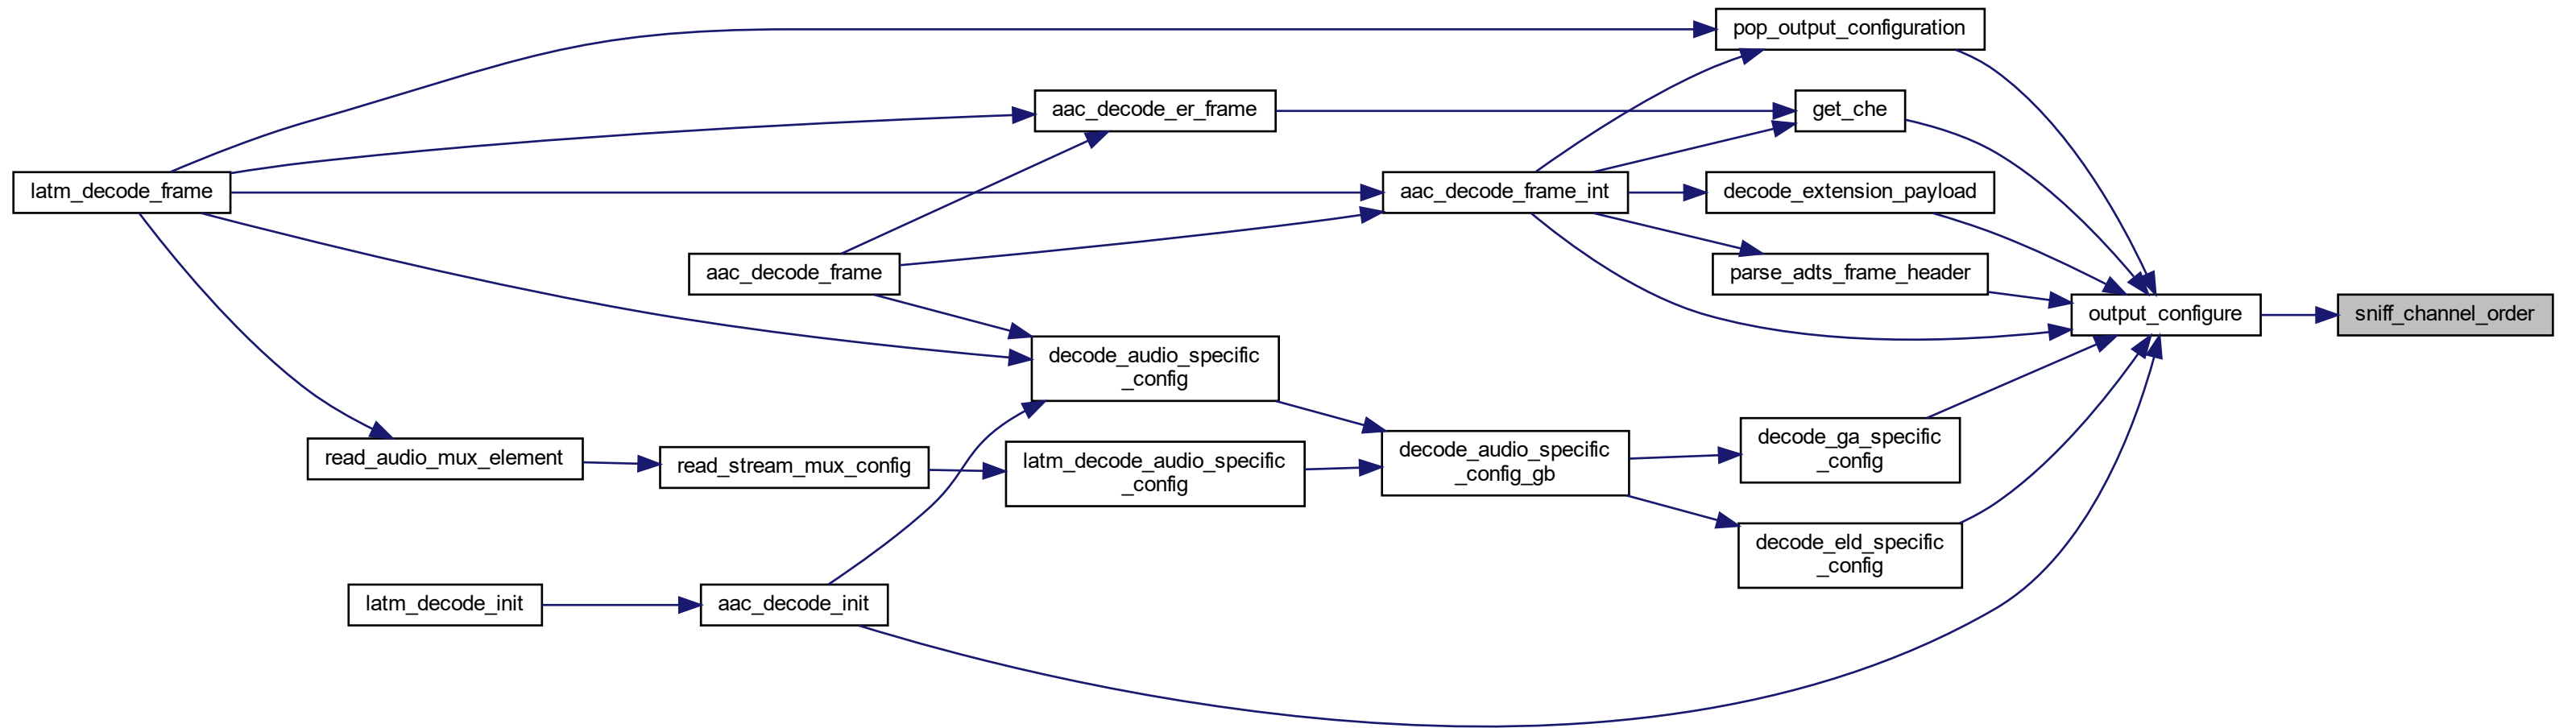 pop_output_configuration
aac_decode_er_frame
get_che
latm_decode_frame
aac_decode_frame_int
decode_extension_payload
aac_decode_frame
parse_adts_frame_header
output_configure
sniff_channel_order
decode_audio_specific
_config
read_audio_mux_element
read_stream_mux_config
latm_decode_audio_specific
_config
decode_audio_specific
_config_gb
decode_ga_specific
_config
decode_eld_specific
_config
latm_decode_init
aac_decode_init